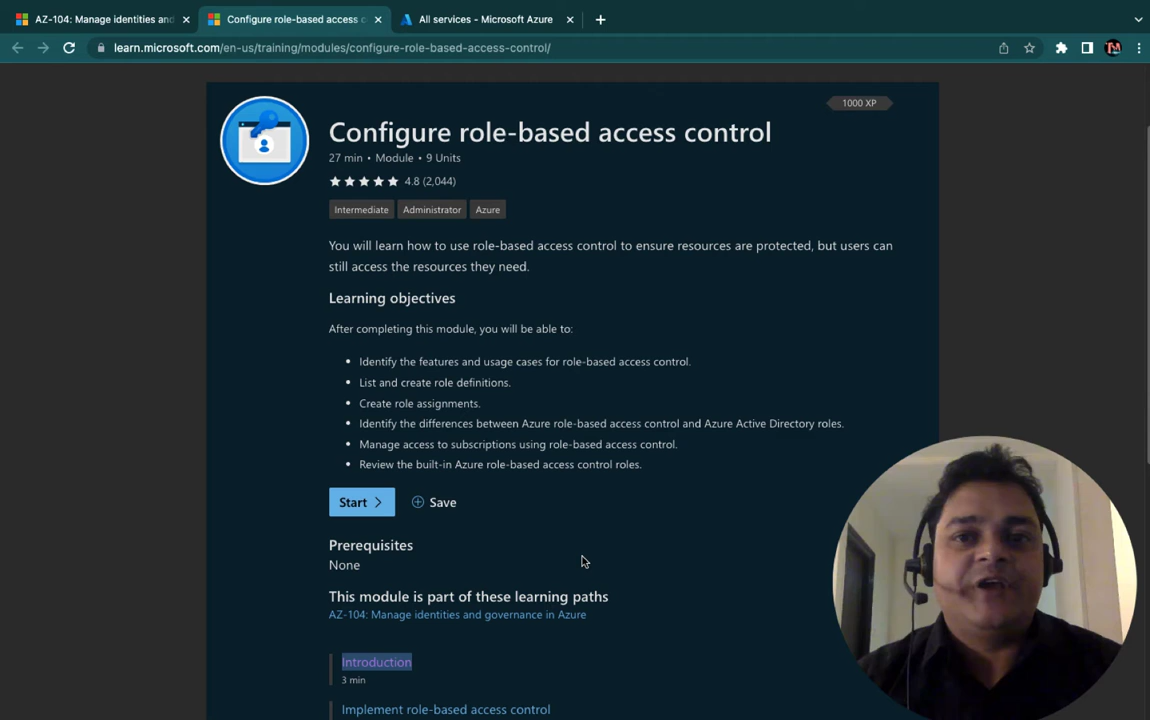 AZ-104: Manage identities and
Configure role-based access c
All services - Microsoft Azure
learn.microsoft.com/en-us/training/modules/configure-role-based-access-control/
TM
1000 XP
Configure role-based access control
27 min • Module • 9 Units
4.8 (2,044)
Intermediate Administrator Azure
You will learn how to use role-based access control to ensure resources are protected, but users can
still access the resources they need.
Learning objectives
After completing this module, you will be able to:
• Identify the features and usage cases for role-based access control.
• List and create role definitions.
• Create role assignments.
• Identify the differences between Azure role-based access control and Azure Active Directory roles.
• Manage access to subscriptions using role-based access control.
• Review the built-in Azure role-based access control roles.
Start
Save
Prerequisites
None
This module is part of these learning paths
AZ-104: Manage identities and governance in Azure
Introduction
3 min
Implement role-based access control